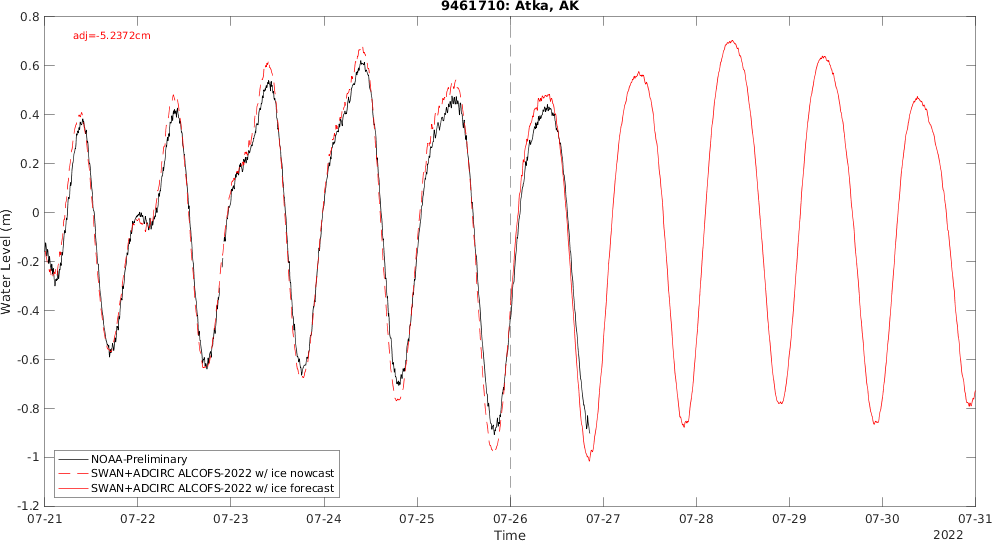 9461710: Atka, AK
adj=-5.2372cm
0.8
0.6
0.4
0.2
0
-0.2
-0.4
-0.6
-0.8
-1
-1.2
Water Level (m)
NOAA-Preliminary
SWAN+ADCIRC ALCOFS-2022 w/ ice nowcast
SWAN+ADCIRC ALCOFS-2022 w/ ice forecast
07-21 07-22 07-23 07-24 07-25 07-26 07-27 07-28 07-29 07-30 07-31
Time
2022